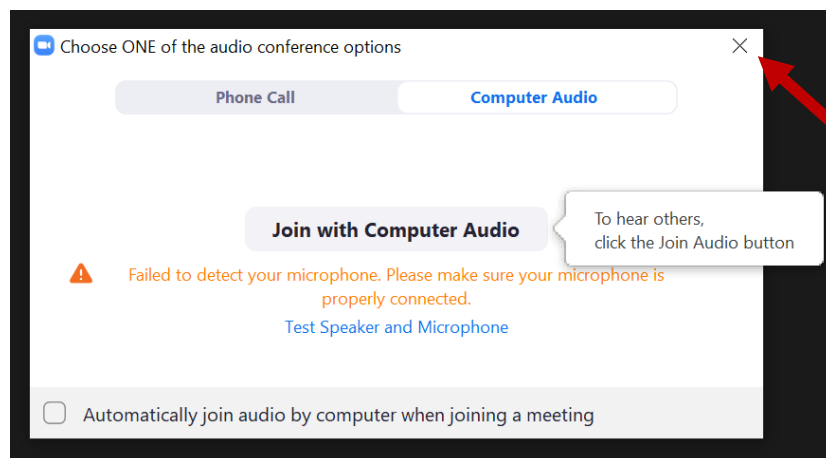 Choose ONE of the audio conference options
Phone Call
Computer Audio
Join with Computer Audio
To hear others,
click the Join Audio button
Failed to detect your microphone. Please make sure your microphone is
properly connected.
Test Speaker and Microphone
Automatically join audio by computer when joining a meeting